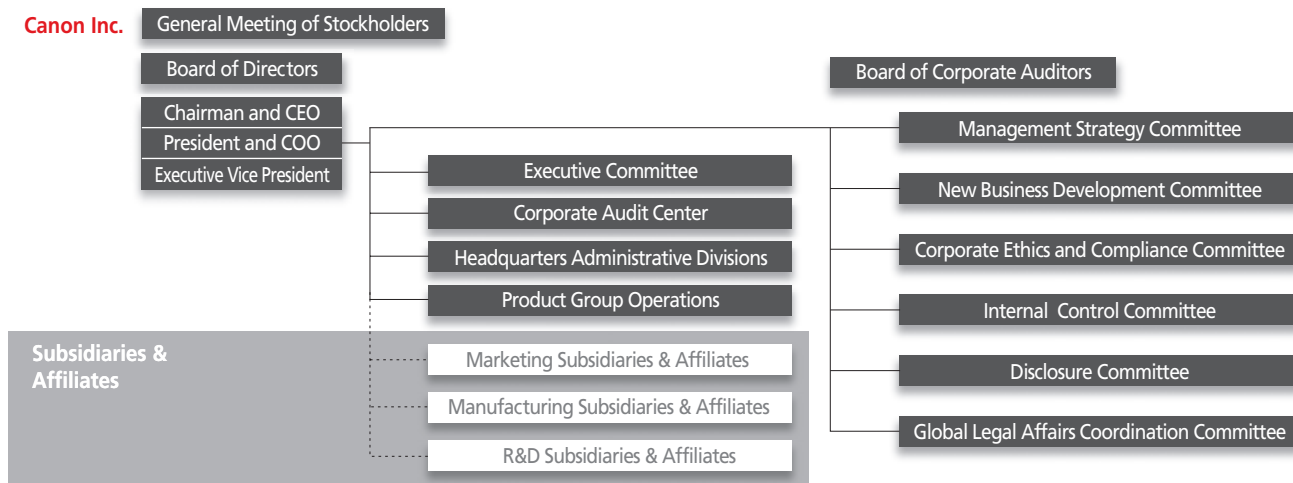 Canon Inc.
General Meeting of Stockholders
Board of Directors
Board of Corporate Auditors
Chairman and CEO
President and COO
Executive Vice President
Executive Committee
Corporate Audit Center
Headquarters Administrative Divisions
Product Group Operations
Management Strategy Committee
New Business Development Committee
Corporate Ethics and Compliance Committee
Internal Control Committee
Disclosure Committee
Global Legal Affairs Coordination Committee
Subsidiaries &
Affiliates
Marketing Subsidiaries & Affiliates
Manufacturing Subsidiaries & Affiliates
R&D Subsidiaries & Affiliates